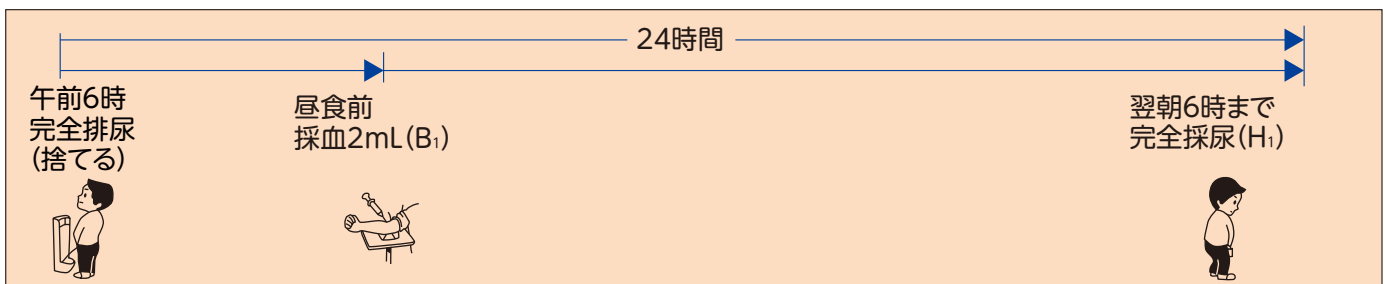 24時間
午前6時
完全排尿
(捨てる)
昼食前
採血2mL(B₁)
翌朝6時まで
完全採尿(H₁)